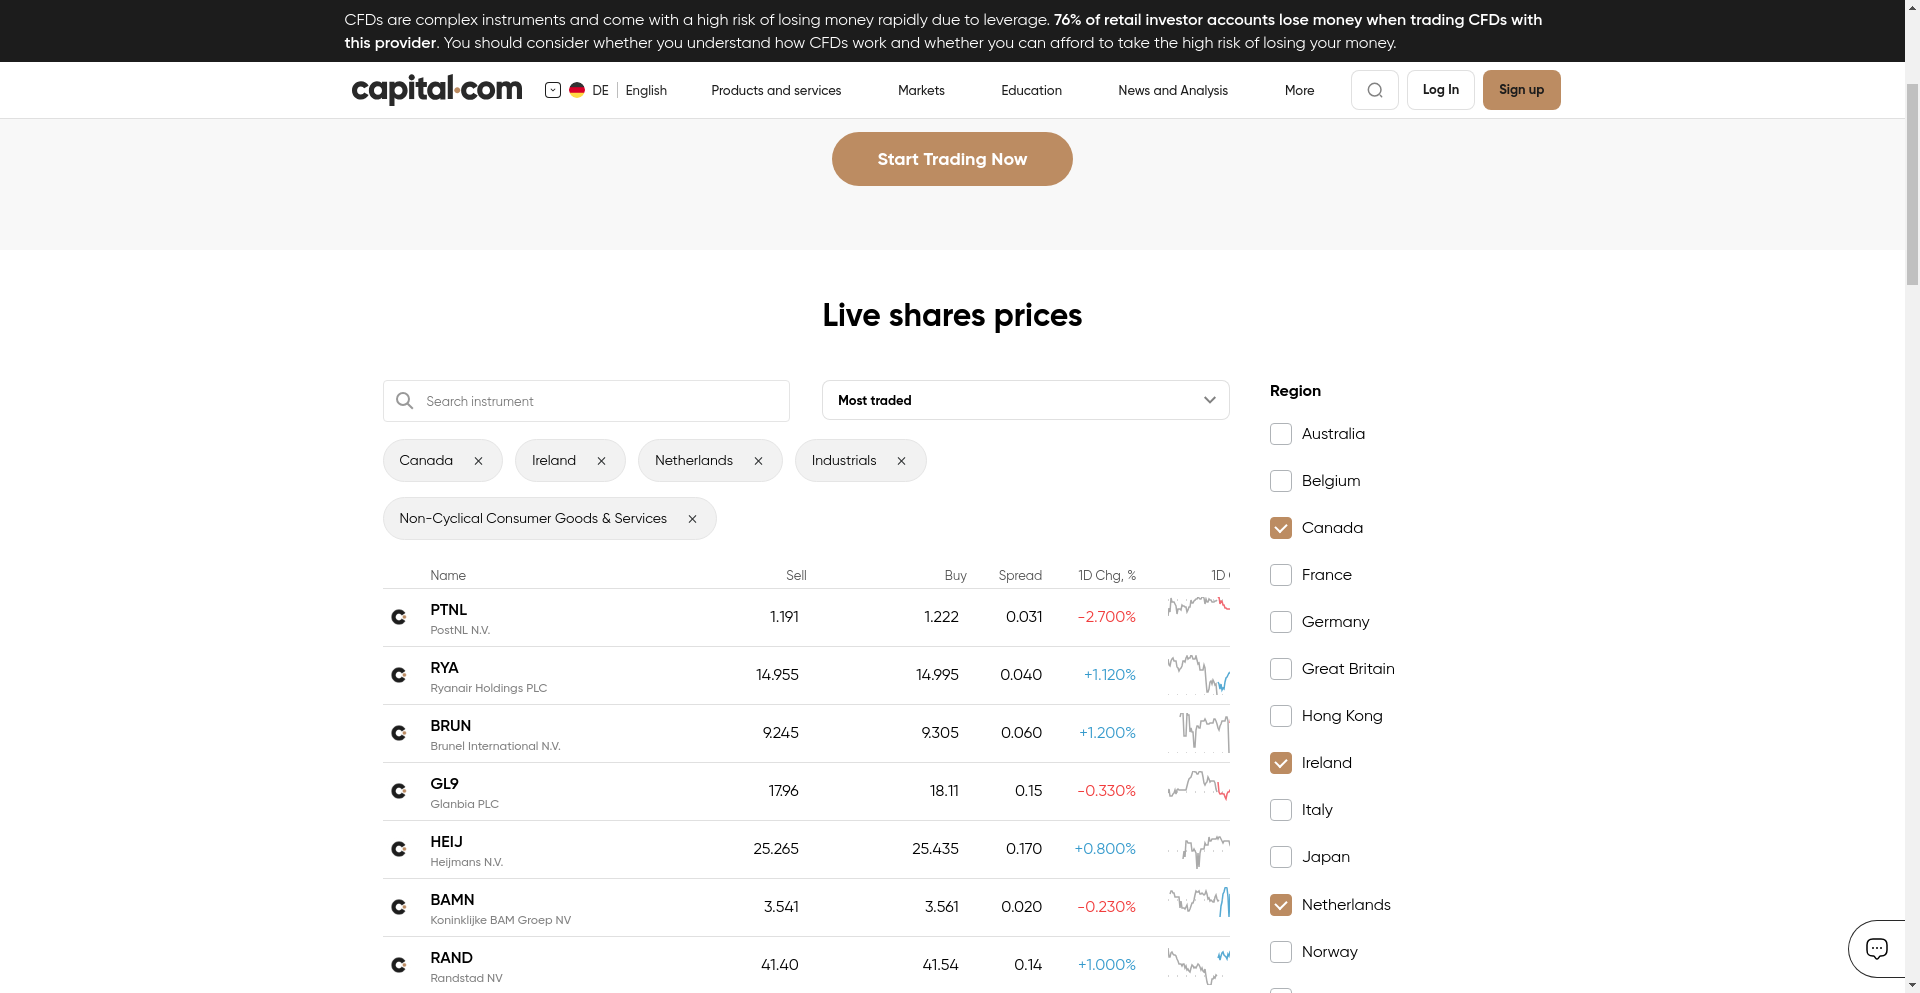 CFDs are complex instruments and come with a high risk of losing money rapidly due to leverage. 76% of retail investor accounts lose money when trading CFDs with
this provider. You should consider whether you understand how CFDs work and whether you can afford to take the high risk of losing your money.
capital.com DE English Products and services Markets Education News and Analysis More Log In Sign up
Start Trading Now
Live shares prices
Search instrument
Most traded
Canada
Ireland
Netherlands
Industrials
Non-Cyclical Consumer Goods & Services
Name Sell Buy Spread 1D Chg, % 1D
PTNL 1.191 1.222 0.031 -2.700%
PostNL N.V.
RYA 14.955 14.995 0.040 +1.120%
Ryanair Holdings PLC
BRUN 9.245 9.305 0.060 +1.200%
Brunel International N.V.
GL9 17.96 18.11 0.15 -0.330%
Glanbia PLC
HEIJ 25.265 25.435 0.170 +0.800%
Heijmans N.V.
BAMN 3.541 3.561 0.020 -0.230%
Koninklijke BAM Groep NV
RAND 41.40 41.54 0.14 +1.000%
Randstad NV
Region
Australia
Belgium
Canada
France
Germany
Great Britain
Hong Kong
Ireland
Italy
Japan
Netherlands
Norway